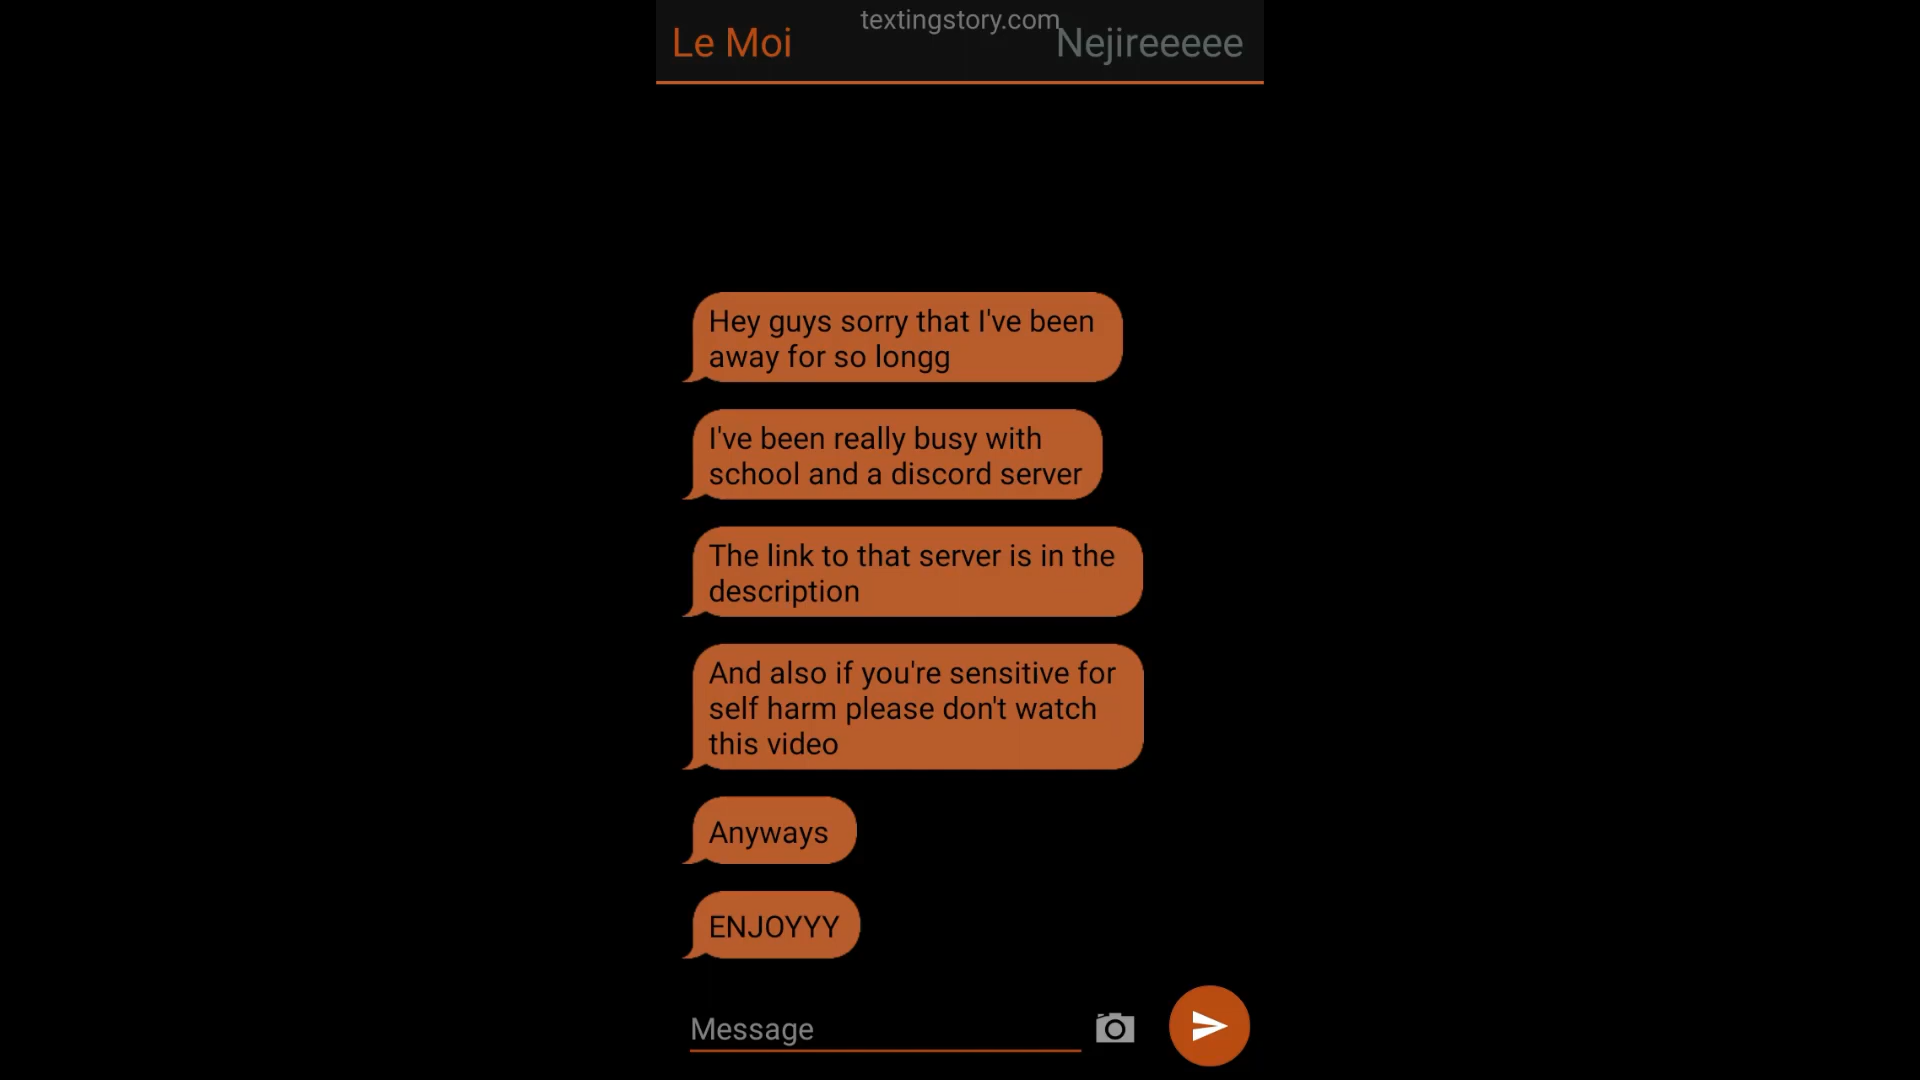 textingstory.com
Le Moi
Nejireeeee
Hey guys sorry that I've been
away for so longg
I've been really busy with
school and a discord server
The link to that server is in the
description
And also if you're sensitive for
self harm please don't watch
this video
Anyways
ENJOYYY
Message